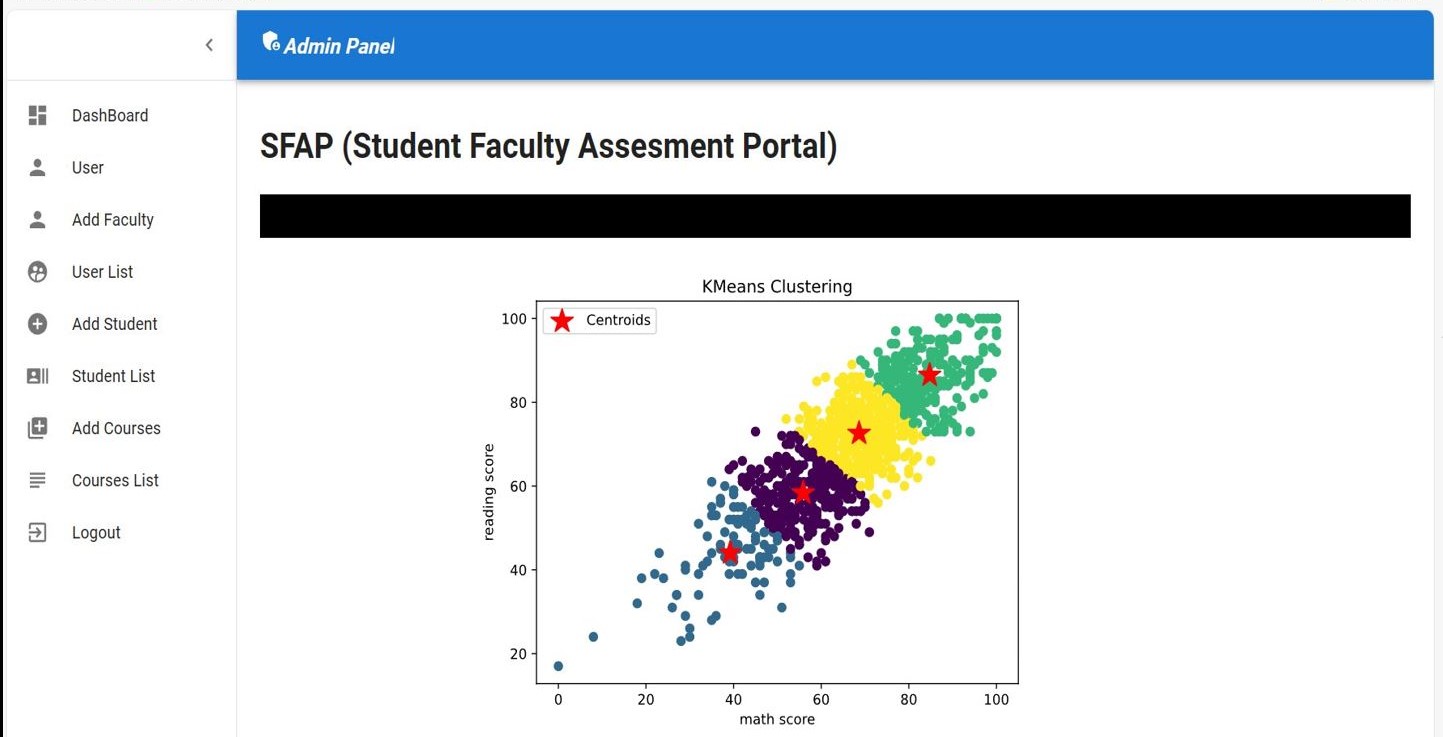 Admin Panel
DashBoard
User
Add Faculty
User List
Add Student
Student List
Add Courses
Courses List
Logout
SFAP (Student Faculty Assesment Portal)
KMeans Clustering
Centroids
100
80
60
40
20
reading score
0 20 40 60 80 100
math score